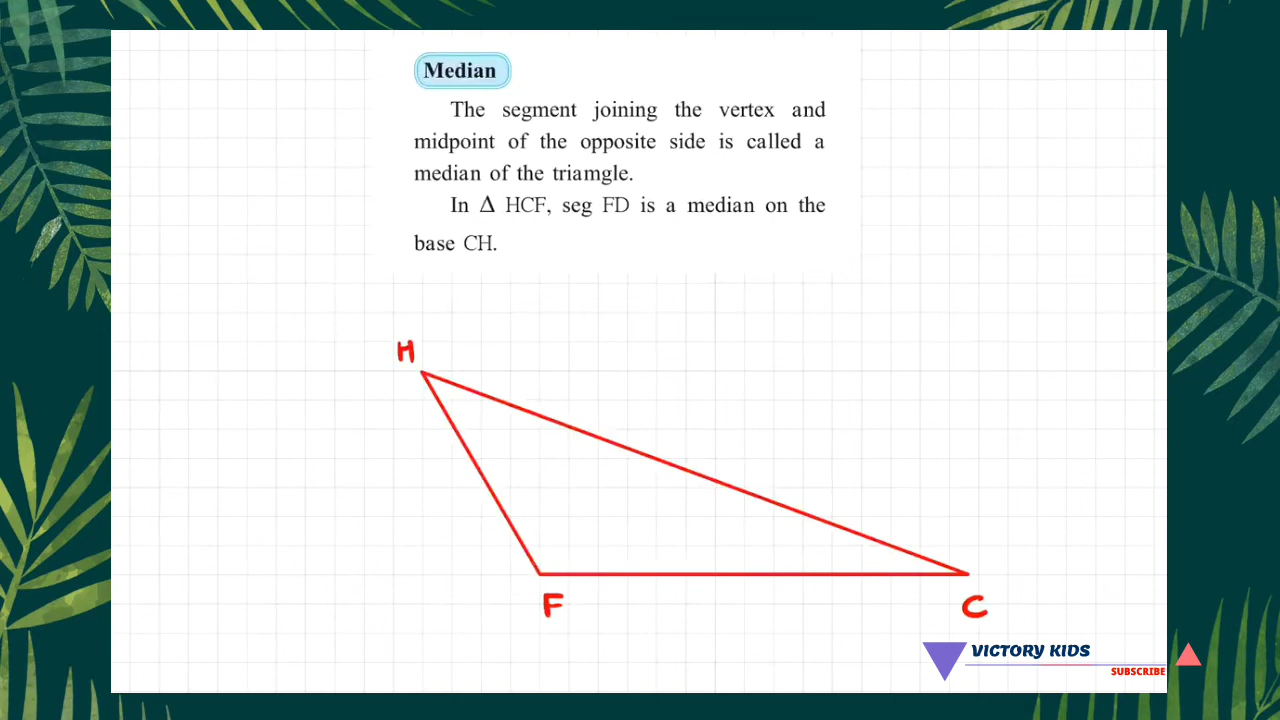 Median
The segment joining the vertex and
midpoint of the opposite side is called a
median of the triamgle.
In Δ HCF, seg FD is a median on the
base CH.
H
F
C
VICTORY KIDS
SUBSCRIBE